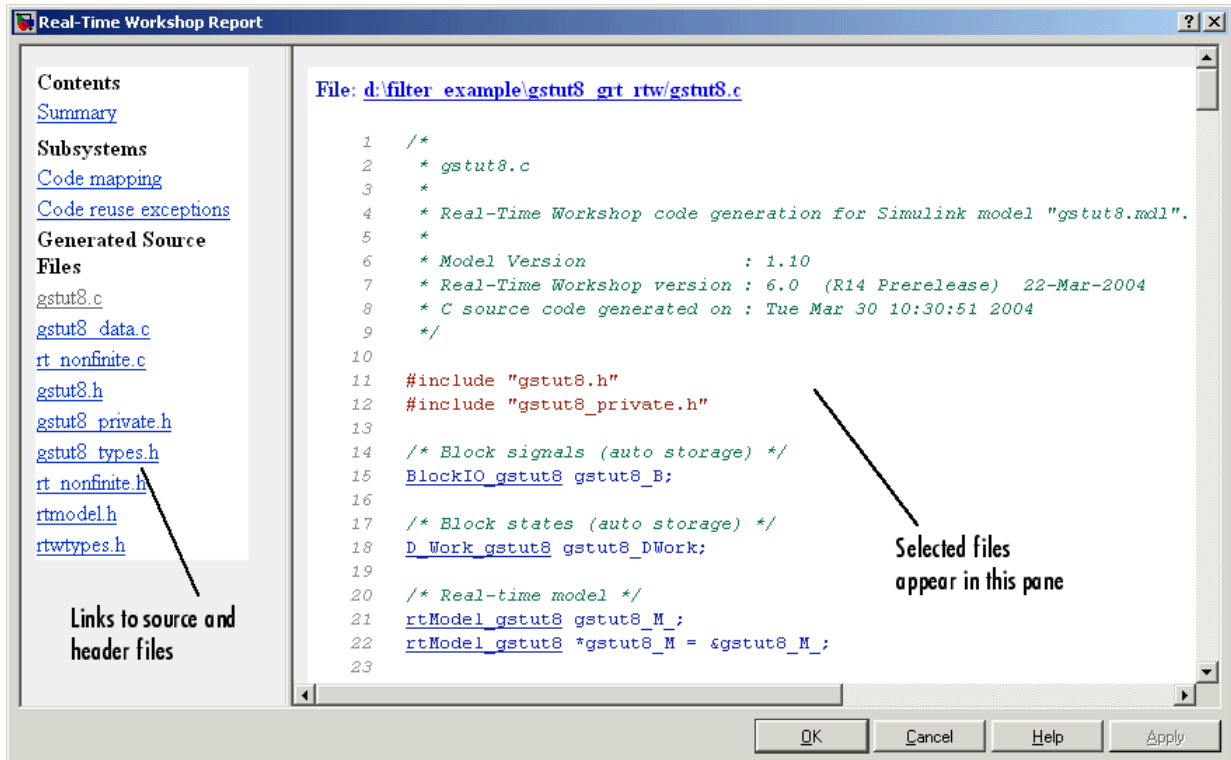 Real-Time Workshop Report
Contents
Summary
Subsystems
Code mapping
Code reuse exceptions
Generated Source
Files
gstut8.c
gstut8_data.c
rt_nonfinite.c
gstut8.h
gstut8_private.h
gstut8_types.h
rt_nonfinite.h
rtmodel.h
rtwtypes.h
Links to source and
header files
File: d:\filter_example\gstut8_grt_rtw/gstut8.c
1 /*
2 * gstut8.c
3 *
4 * Real-Time Workshop code generation for Simulink model "gstut8.mdl".
5 *
6 * Model Version : 1.10
7 * Real-Time Workshop version : 6.0 (R14 Prerelease) 22-Mar-2004
8 * C source code generated on : Tue Mar 30 10:30:51 2004
9 */
10
11 #include "gstut8.h"
12 #include "gstut8_private.h"
13
14 /* Block signals (auto storage) */
15 BlockIO_gstut8 gstut8_B;
16
17 /* Block states (auto storage) */
18 D_Work_gstut8 gstut8_DWork;
19
20 /* Real-time model */
21 rtModel_gstut8 gstut8_M_;
22 rtModel_gstut8 *gstut8_M = &gstut8_M_;
23
Selected files
appear in this pane
OK Cancel Help Apply